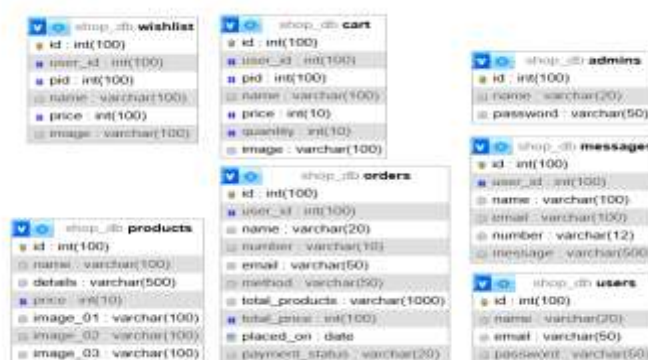 shop_db wishlist
id : int(100)
user_id : int(100)
pid : int(100)
name : varchar(100)
price : int(100)
image : varchar(100)
shop_db cart
id : int(100)
user_id : int(100)
pid : int(100)
name : varchar(100)
price : int(10)
quantity : int(10)
image : varchar(100)
shop_db admins
id : int(100)
name : varchar(20)
password : varchar(50)
shop_db messages
id : int(100)
user_id : int(100)
name : varchar(100)
email : varchar(100)
number : varchar(12)
message : varchar(500
shop_db orders
id : int(100)
user_id : int(100)
name : varchar(20)
number : varchar(10)
email : varchar(50)
method : varchar(50)
total_products : varchar(1000)
total_price : int(100)
placed_on : date
payment_status : varchar(20)
shop_db products
id : int(100)
name : varchar(100)
details : varchar(500)
price : int(10)
image_01 : varchar(100)
image_02 : varchar(100)
image_03 : varchar(100)
shop_db users
id : int(100)
name : varchar(20)
email : varchar(50)
password : varchar(50)